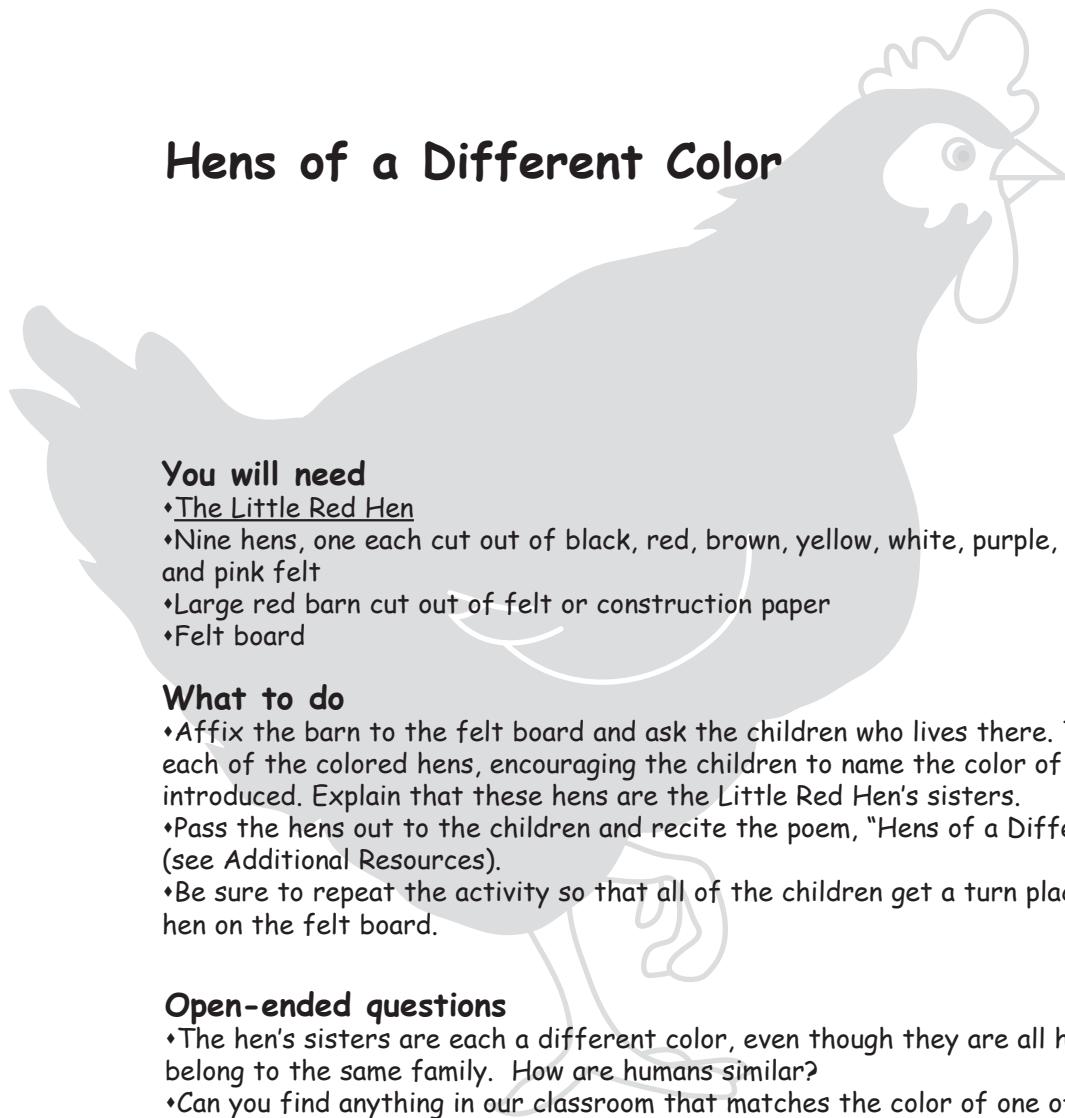 Hens of a Different Color
You will need
♦The Little Red Hen
♦Nine hens, one each cut out of black, red, brown, yellow, white, purple,
and pink felt
♦Large red barn cut out of felt or construction paper
♦Felt board
What to do
♦Affix the barn to the felt board and ask the children who lives there.
each of the colored hens, encouraging the children to name the color of
introduced. Explain that these hens are the Little Red Hen's sisters.
♦Pass the hens out to the children and recite the poem, “Hens of a
(see Additional Resources).
♦Be sure to repeat the activity so that all of the children get a turn
hen on the felt board.
Open-ended questions
♦The hen's sisters are each a different color, even though they are all
belong to the same family. How are humans similar?
♦Can you find anything in our classroom that matches the color of one